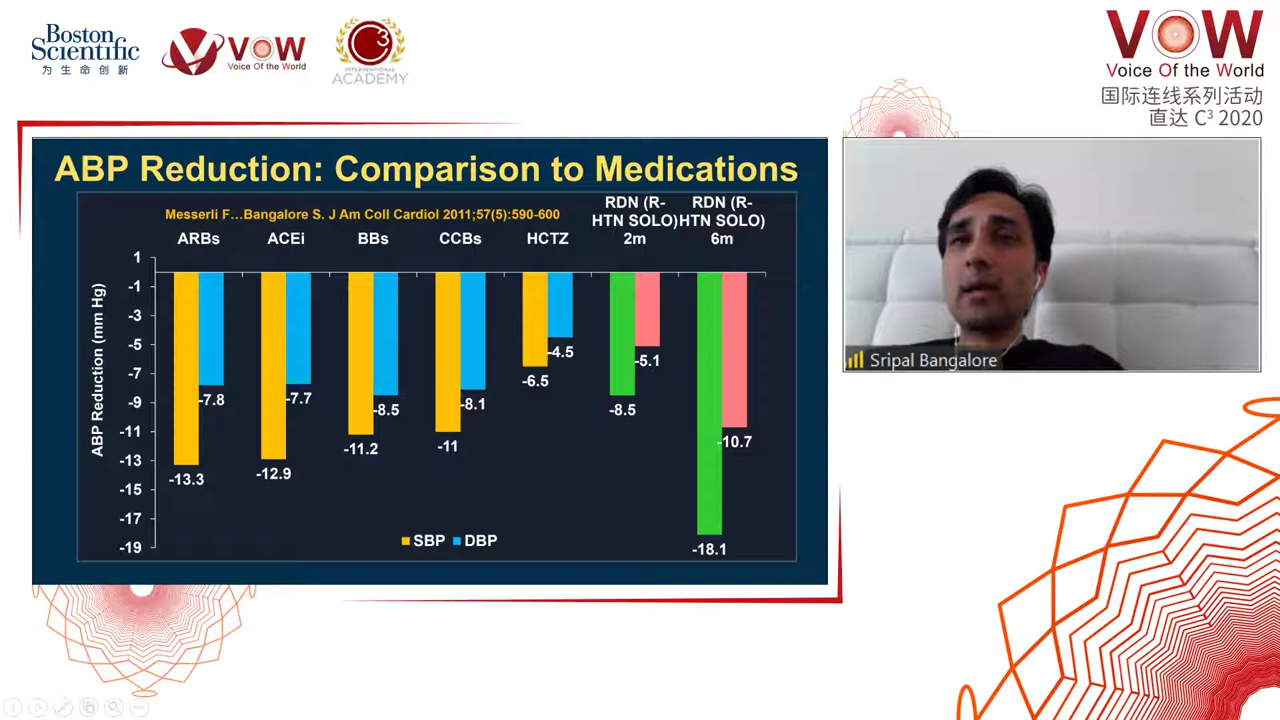 Boston
Scientific
为生命创新
VOW
Voice Of the World
C3
INTERVENTIONAL
ACADEMY
VOW
Voice Of the World
国际连线系列活动
直达 C³ 2020
ABP Reduction: Comparison to Medications
Messerli F…Bangalore S. J Am Coll Cardiol 2011;57(5):590-600
ARBs
ACEi
BBs
CCBs
HCTZ
RDN (R-
HTN SOLO)
2m
RDN (R-
HTN SOLO)
6m
ABP Reduction (mm Hg)
1
-1
-3
-5
-7
-9
-11
-13
-15
-17
-19
-13.3
-7.8
-12.9
-7.7
-11.2
-8.5
-11
-8.1
-6.5
-4.5
-8.5
-5.1
-18.1
-10.7
SBP DBP
Sripal Bangalore